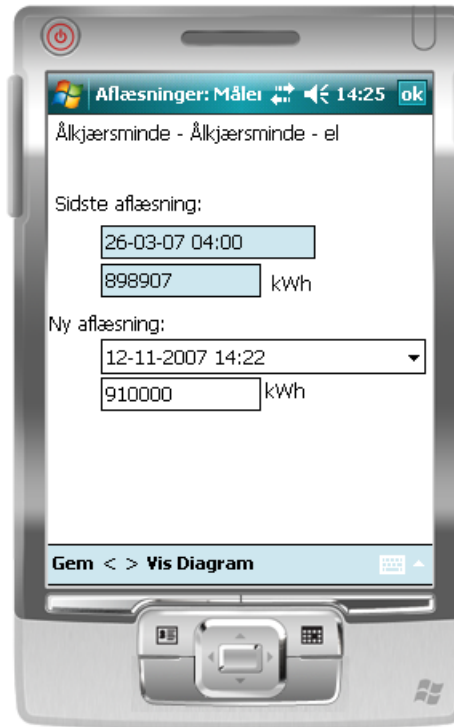 Aflæsninger: Måler 14:25 ok
Ålkjærsminde - Ålkjærsminde - el
Sidste aflæsning:
26-03-07 04:00
898907 kWh
Ny aflæsning:
12-11-2007 14:22
910000 kWh
Gem < > Vis Diagram